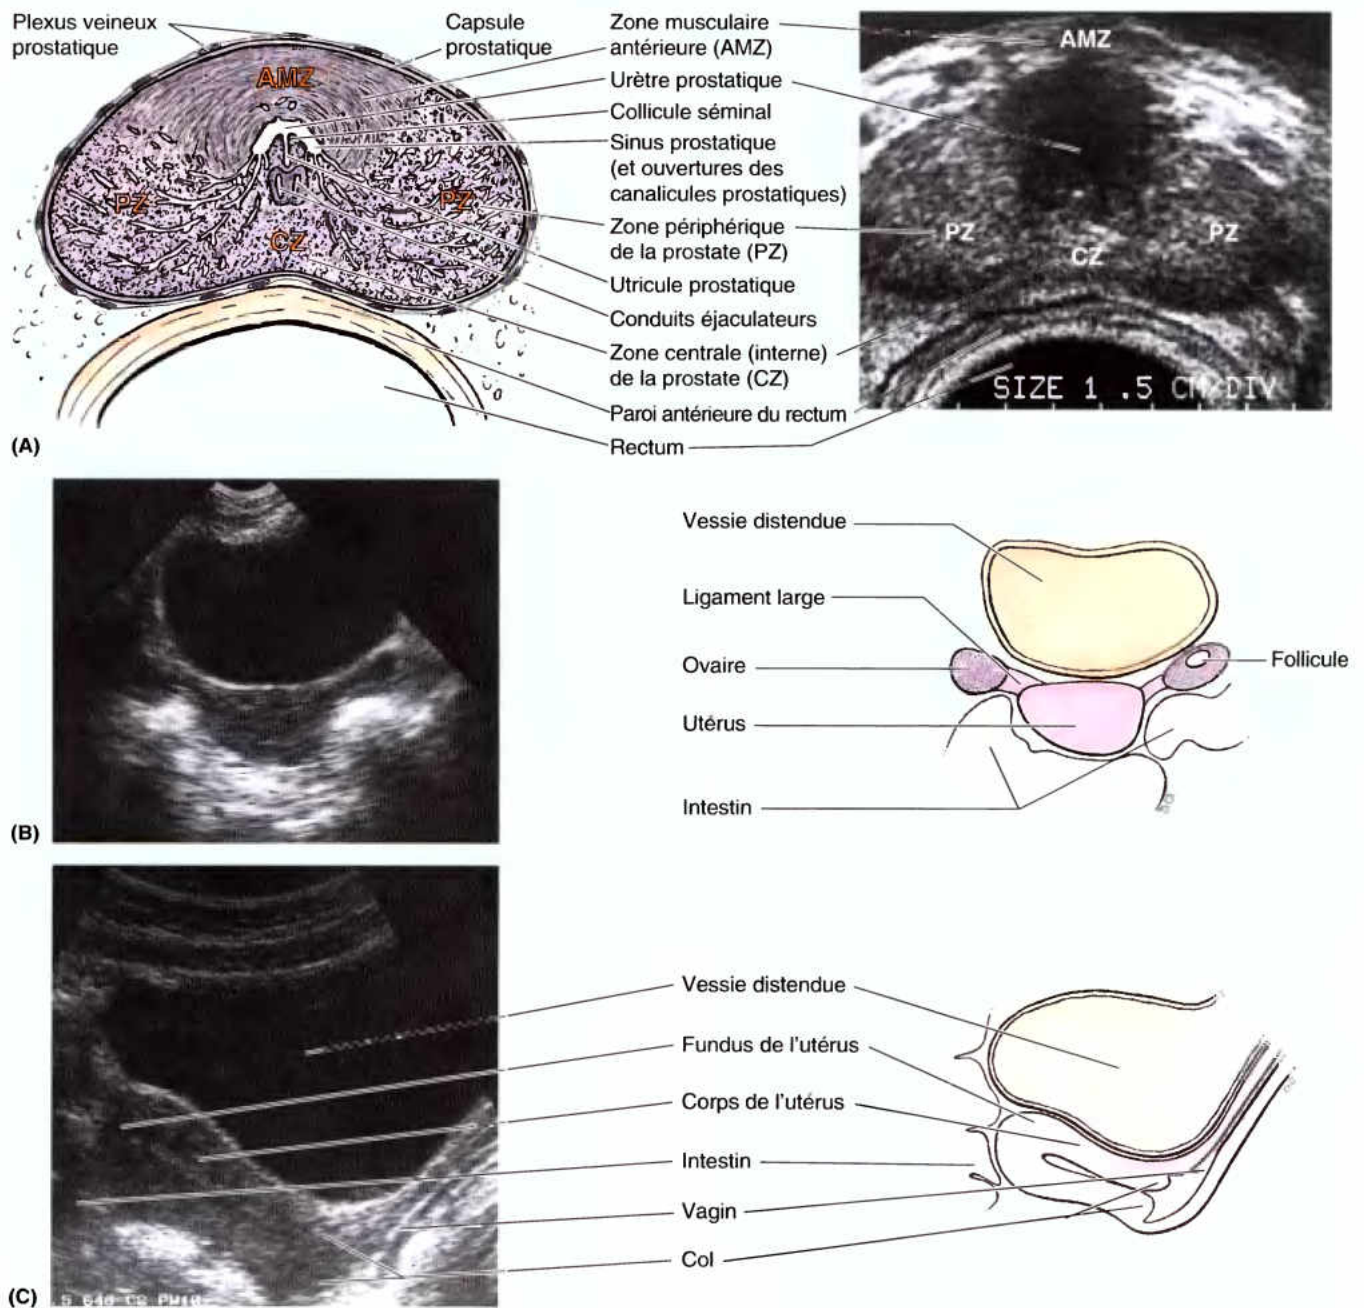 Plexus veineux
prostatique
Capsule
prostatique
Zone musculaire
antérieure (AMZ)
Urètre prostatique
Collicule séminal
Sinus prostatique
(et ouvertures des
canalicules prostatiques)
Zone périphérique
de la prostate (PZ)
Utricule prostatique
Conduits éjaculateurs
Zone centrale (interne)
de la prostate (CZ)
Paroi antérieure du rectum
Rectum
AMZ
PZ
PZ
CZ
AMZ
PZ
PZ
CZ
SIZE 1 .5 CM/DIV
(A)
Vessie distendue
Ligament large
Ovaire
Follicule
Utérus
Intestin
(B)
Vessie distendue
Fundus de l'utérus
Corps de l'utérus
Intestin
Vagin
Col
(C)